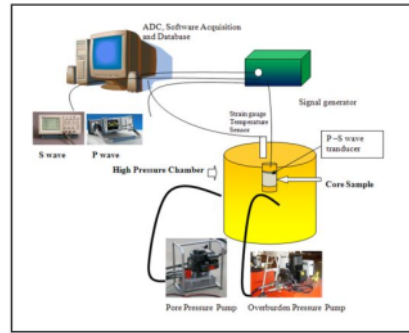 ADC, Software Acquisition
and Database
Signal generator
Strain gauge
Temperature
Sensor
P –S wave
tranducer
S wave
P wave
High Pressure Chamber
Core Sample
Pore Pressure Pump
Overburden Pressure Pump